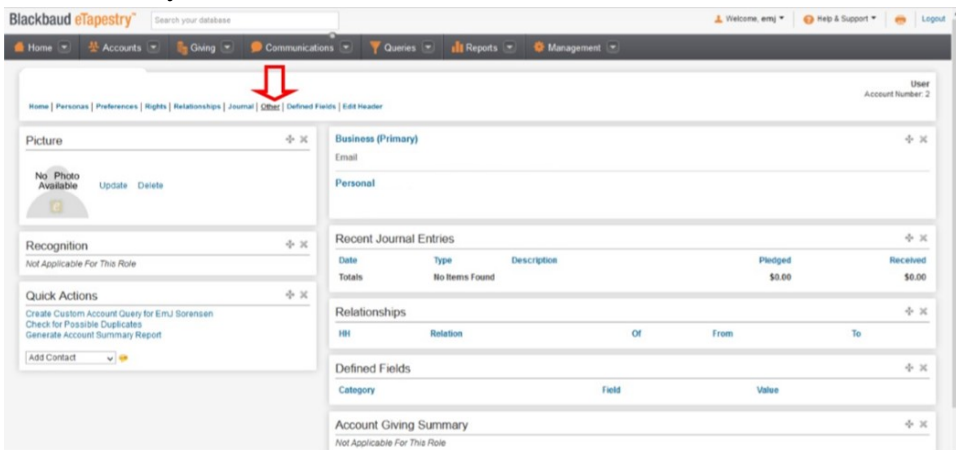 Blackbaud eTapestry™ Search your database Welcome, emj Help & Support Logout
Home Accounts Giving Communications Queries Reports Management
User
Account Number: 2
Home | Personas | Preferences | Rights | Relationships | Journal | Other | Defined Fields | Edit Header
Picture
No Photo
Available
Update Delete
Recognition
Not Applicable For This Role
Quick Actions
Create Custom Account Query for EmJ Sorensen
Check for Possible Duplicates
Generate Account Summary Report
Add Contact
Business (Primary)
Email
Personal
Recent Journal Entries
Date Type Description Pledged Received
Totals No Items Found $0.00 $0.00
Relationships
HH Relation Of From To
Defined Fields
Category Field Value
Account Giving Summary
Not Applicable For This Role